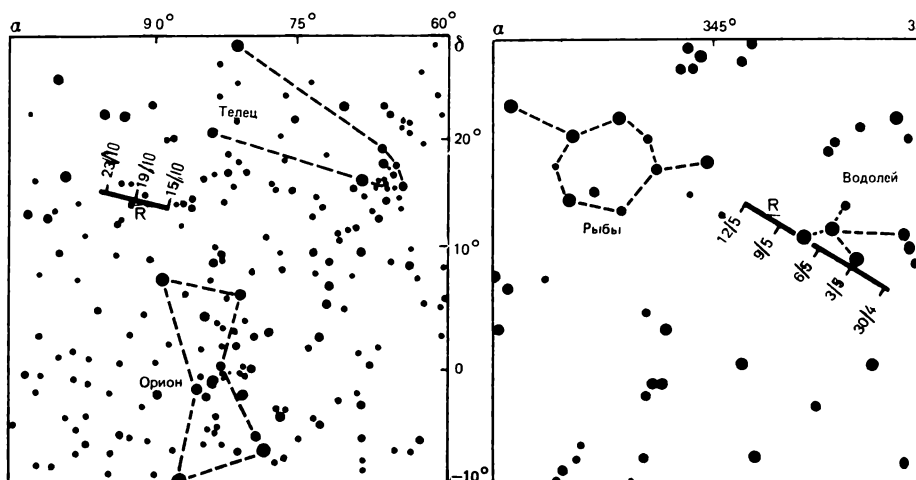 α 90° 75° 60°
δ
Телец
20°
23/10
19/10
15/10
R
10°
Орион
0
-10°
α 345°
Водолей
Рыбы
R
12/5
9/5
6/5
3/5
30/4